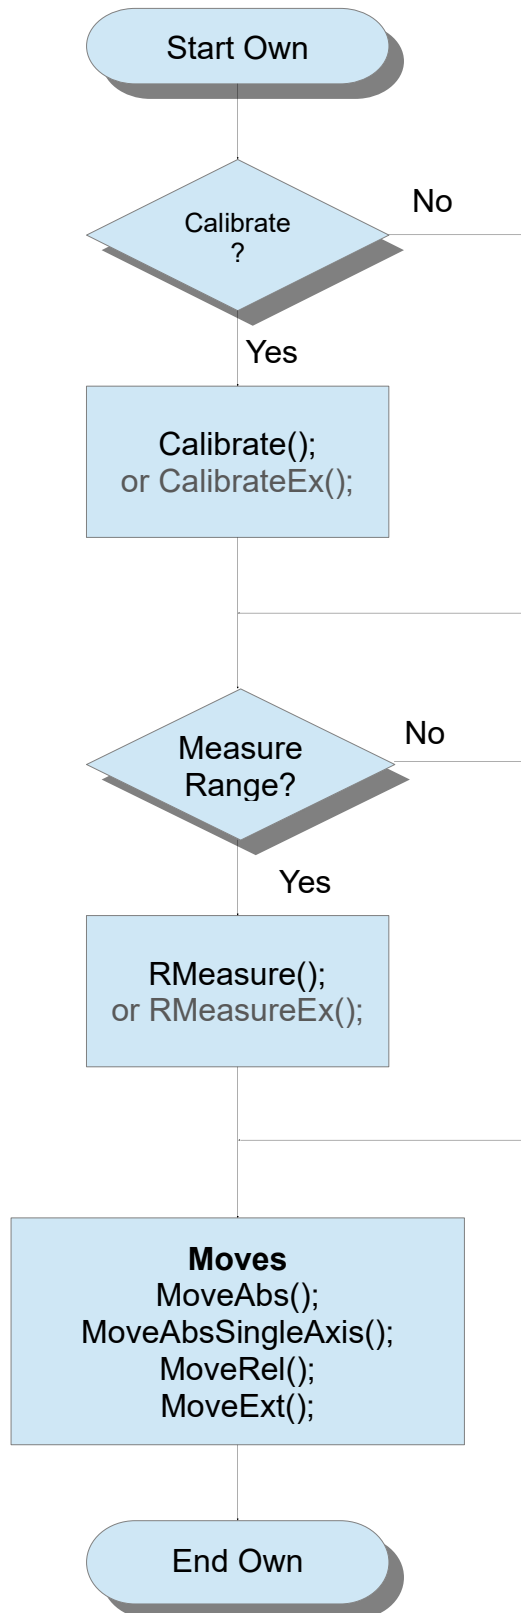 Start Own
No
Calibrate
?
Yes
Calibrate();
or CalibrateEx();
No
Measure
Range?
Yes
RMeasure();
or RMeasureEx();
Moves
MoveAbs();
MoveAbsSingleAxis();
MoveRel();
MoveExt();
End Own